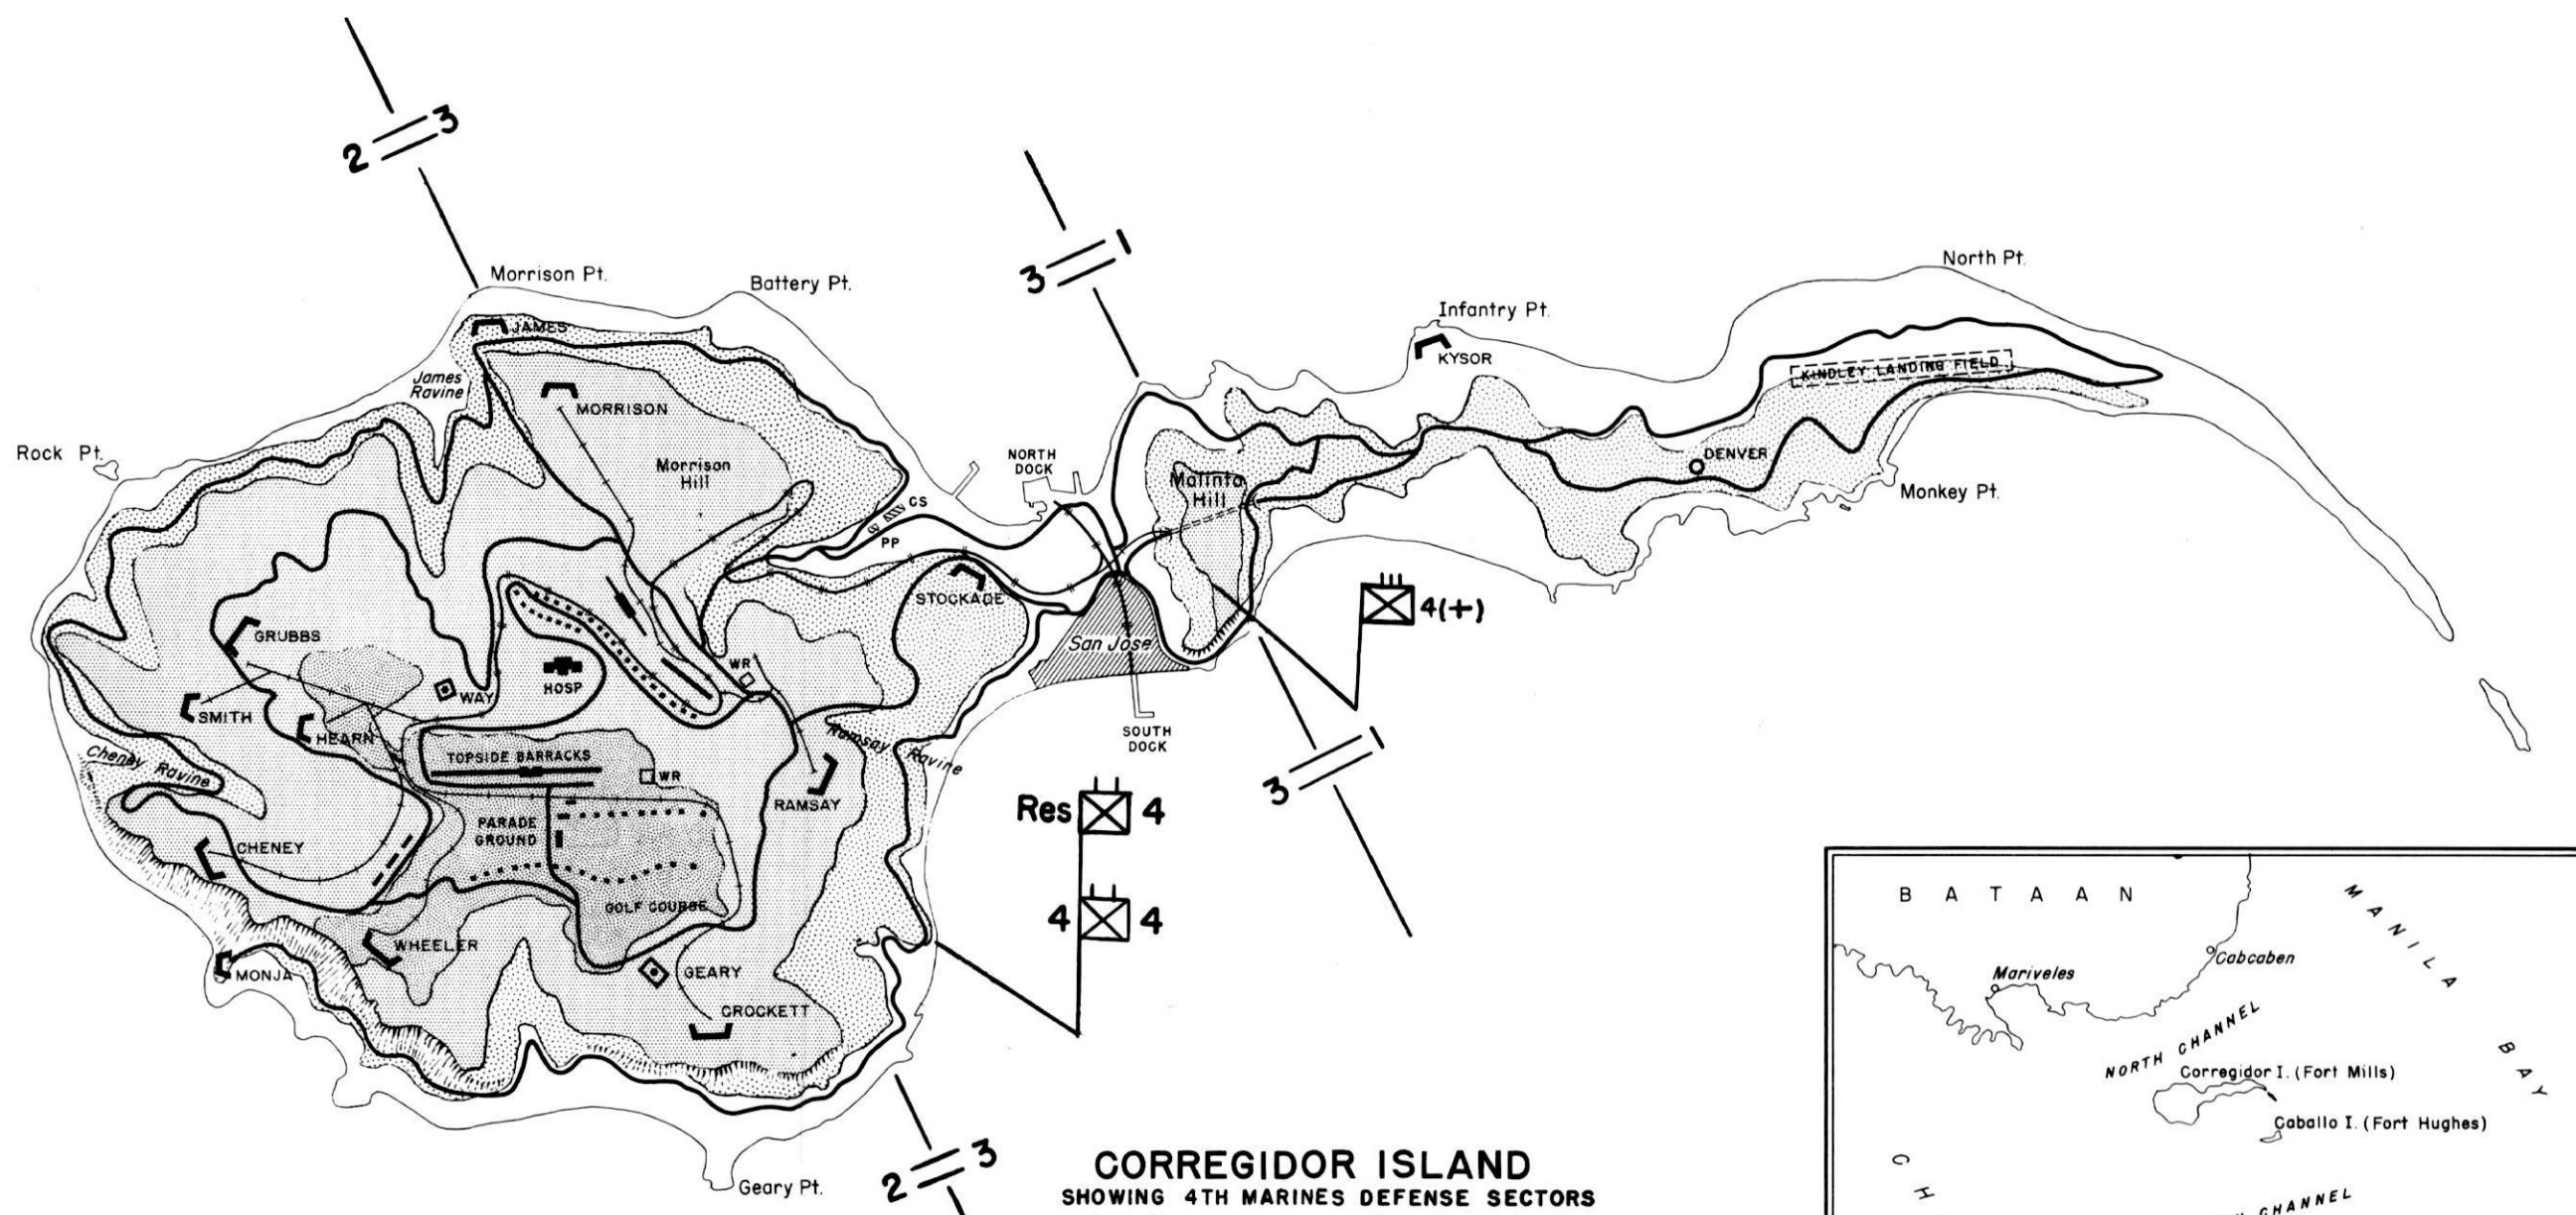 2 3
3 1
Morrison Pt.
Battery Pt.
North Pt.
Infantry Pt.
JAMES
KYSOR
KINDLEY LANDING FIELD
James
Ravine
MORRISON
Rock Pt.
Morrison
Hill
NORTH
DOCK
Malinta
Hill
DENVER
Monkey Pt.
CS
PP
STOCKADE
4(+)
GRUBBS
San Jose
WR
HOSP
WAY
SMITH
HEARN
SOUTH
DOCK
Cheney Ravine
TOPSIDE BARRACKS
WR
Ramsay Ravine
3 1
RAMSAY
Res 4
PARADE
GROUND
CHENEY
4 4
GOLF COURSE
WHEELER
MONJA
GEARY
CROCKETT
2 3
Geary Pt.
CORREGIDOR ISLAND
SHOWING 4TH MARINES DEFENSE SECTORS
BATAAN
MANILA BAY
Cabcaben
Mariveles
NORTH CHANNEL
Corregidor I. (Fort Mills)
Caballo I. (Fort Hughes)
C H
CHANNEL